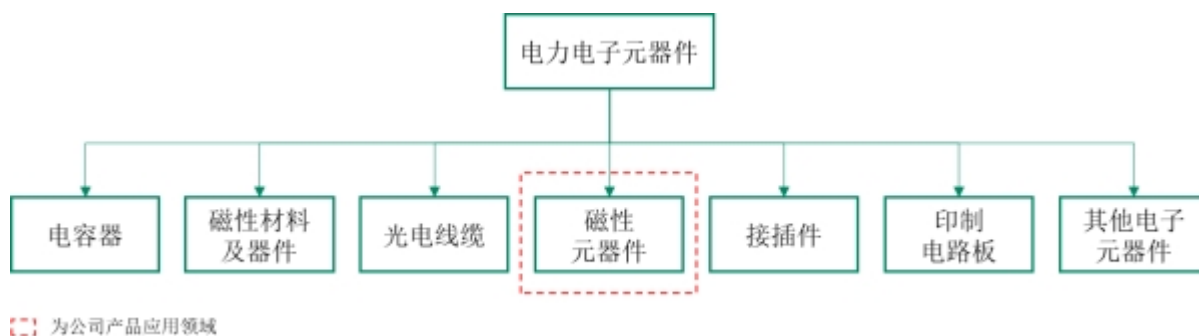 电力电子元器件
电容器
磁性材料
及器件
光电线缆
磁性
元器件
接插件
印制
电路板
其他电子
元器件
为公司产品应用领域